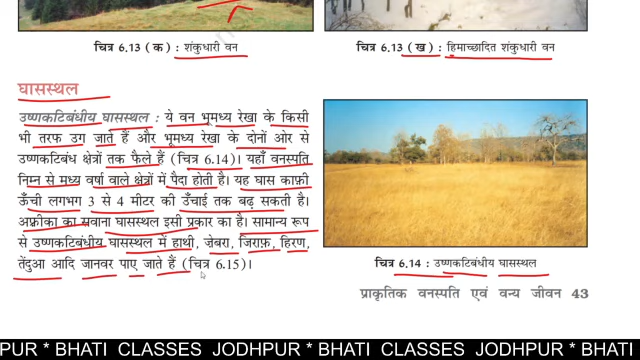 चित्र 6.13 (क) : शंकुधारी वन
चित्र 6.13 (ख) : हिमाच्छादित शंकुधारी वन
घासस्थल
उष्णकटिबंधीय घासस्थल : ये वन भूमध्य रेखा के किसी
भी तरफ उग जाते हैं और भूमध्य रेखा के दोनों ओर से
उष्णकटिबंध क्षेत्रों तक फैले हैं (चित्र 6.14)। यहाँ वनस्पति
निम्न से मध्य वर्षा वाले क्षेत्रों में पैदा होती है। यह घास काफ़ी
ऊँची लगभग 3 से 4 मीटर की उँचाई तक बढ़ सकती है।
अफ़्रीका का सवाना घासस्थल इसी प्रकार का है। सामान्य रूप
से उष्णकटिबंधीय घासस्थल में हाथी, ज़ेबरा, जिराफ़, हिरण,
तेंदुआ आदि जानवर पाए जाते हैं (चित्र 6.15)।
चित्र 6.14 : उष्णकटिबंधीय घासस्थल
प्राकृतिक वनस्पति एवं वन्य जीवन 43
PUR * BHATI CLASSES JODHPUR * BHATI CLASSES JODHPUR * BHATI